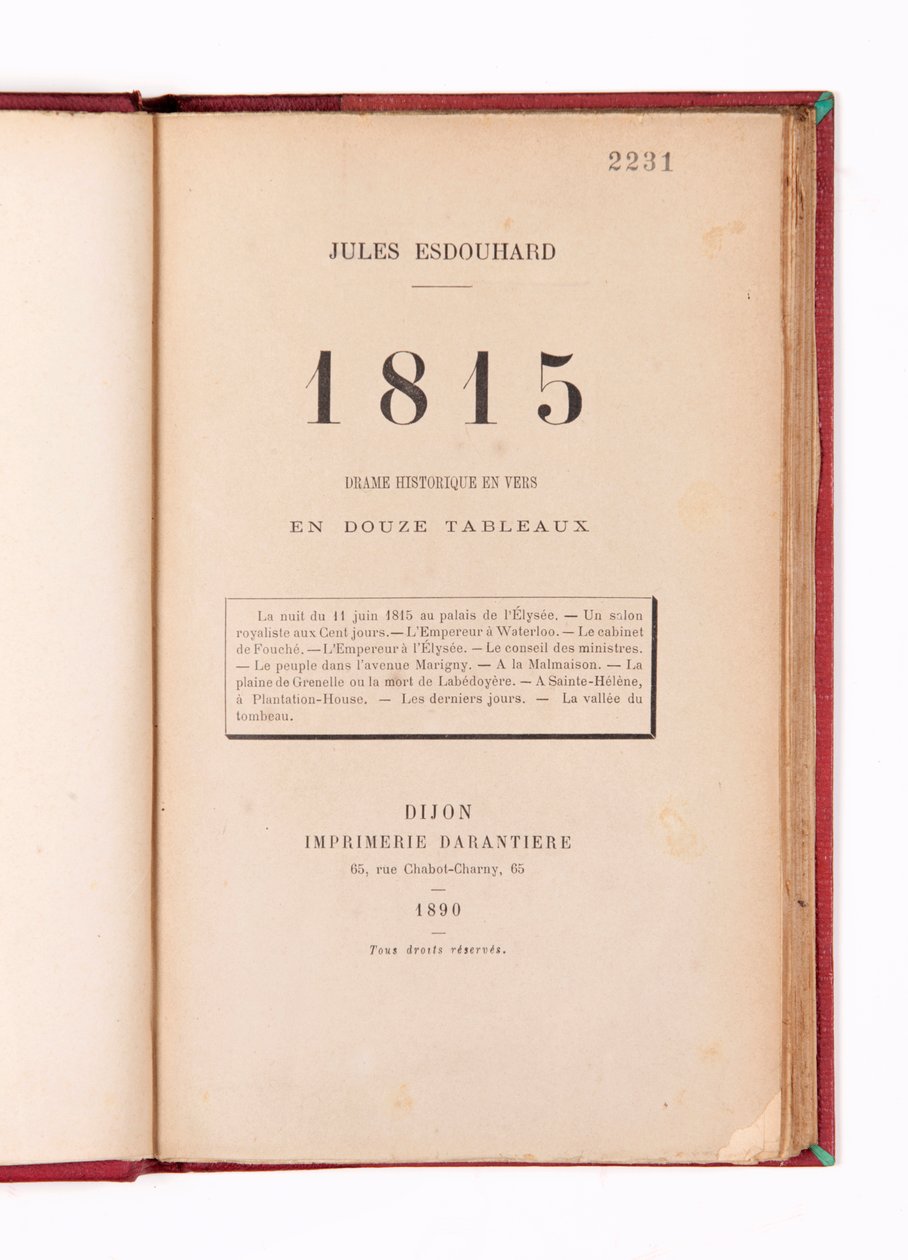 2231
JULES ESDOUHARD
1815
DRAME HISTORIQUE EN VERS
EN DOUZE TABLEAUX
La nuit du 11 juin 1815 au palais de l'Élysée. — Un salon
royaliste aux Cent jours. — L'Empereur à Waterloo. — Le cabinet
de Fouché. — L'Empereur à l'Élysée. — Le conseil des ministres.
— Le peuple dans l'avenue Marigny. — A la Malmaison. — La
plaine de Grenelle ou la mort de Labédoyère. — A Sainte-Hélène,
à Plantation-House. — Les derniers jours. — La vallée du
tombeau.
DIJON
IMPRIMERIE DARANTIERE
65, rue Chabot-Charny, 65
1890
Tous droits réservés.